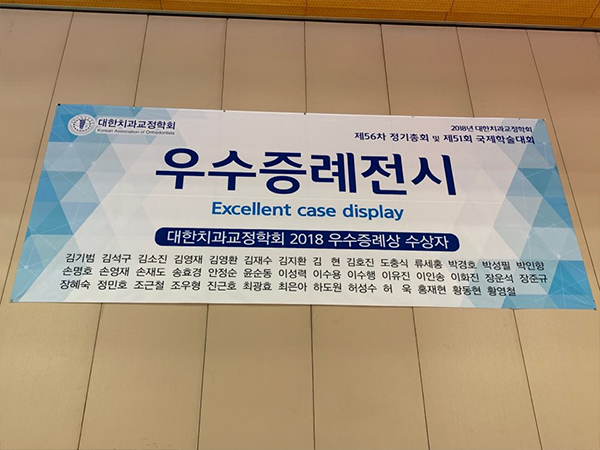 대한치과교정학회
Korean Association of Orthodontists
2018년 대한치과교정학회
제56차 정기총회 및 제51회 국제학술대회
우수증례전시
Excellent case display
대한치과교정학회 2018 우수증례상 수상자
김기범 김석구 김소진 김영재 김영환 김재수 김지환 김 현 김호진 도충식 류세홍 박경호 박성필 박인항
손명호 손영재 손재도 송효경 안정순 윤순동 이성력 이수용 이수행 이유진 이인송 이화진 장운석 장준규
장혜숙 정민호 조근철 조우형 진근호 최광효 최은아 하도원 허성수 허 욱 홍재현 황동현 황영철